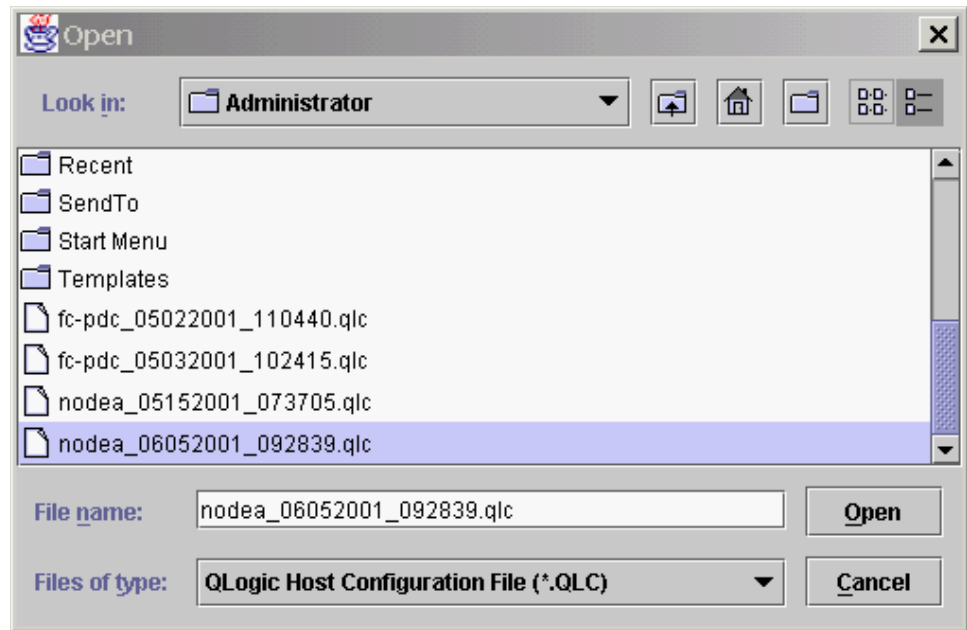 Open
Look in: Administrator
Recent
SendTo
Start Menu
Templates
fc-pdc_05022001_110440.qlc
fc-pdc_05032001_102415.qlc
nodea_05152001_073705.qlc
nodea_06052001_092839.qlc
File name: nodea_06052001_092839.qlc Open
Files of type: QLogic Host Configuration File (*.QLC) Cancel